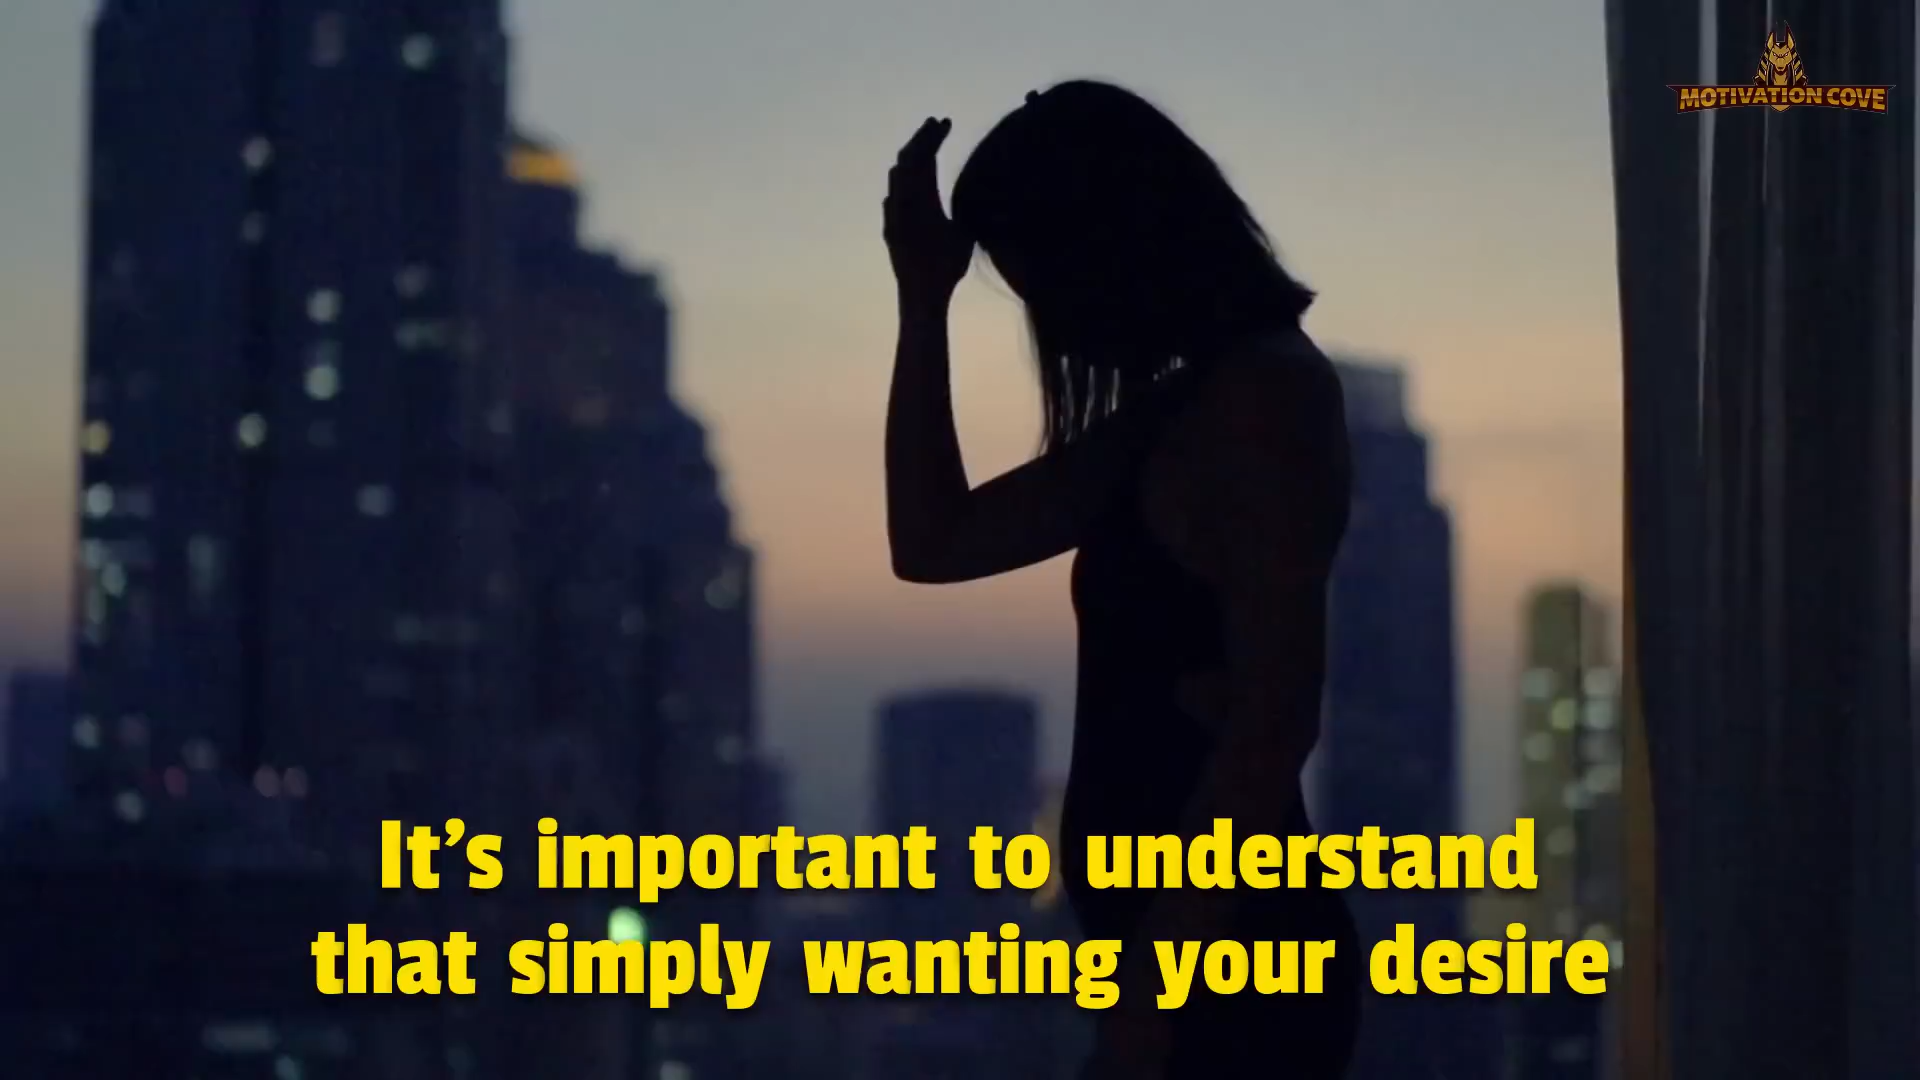 MOTIVATION COVE
It's important to understand
that simply wanting your desire